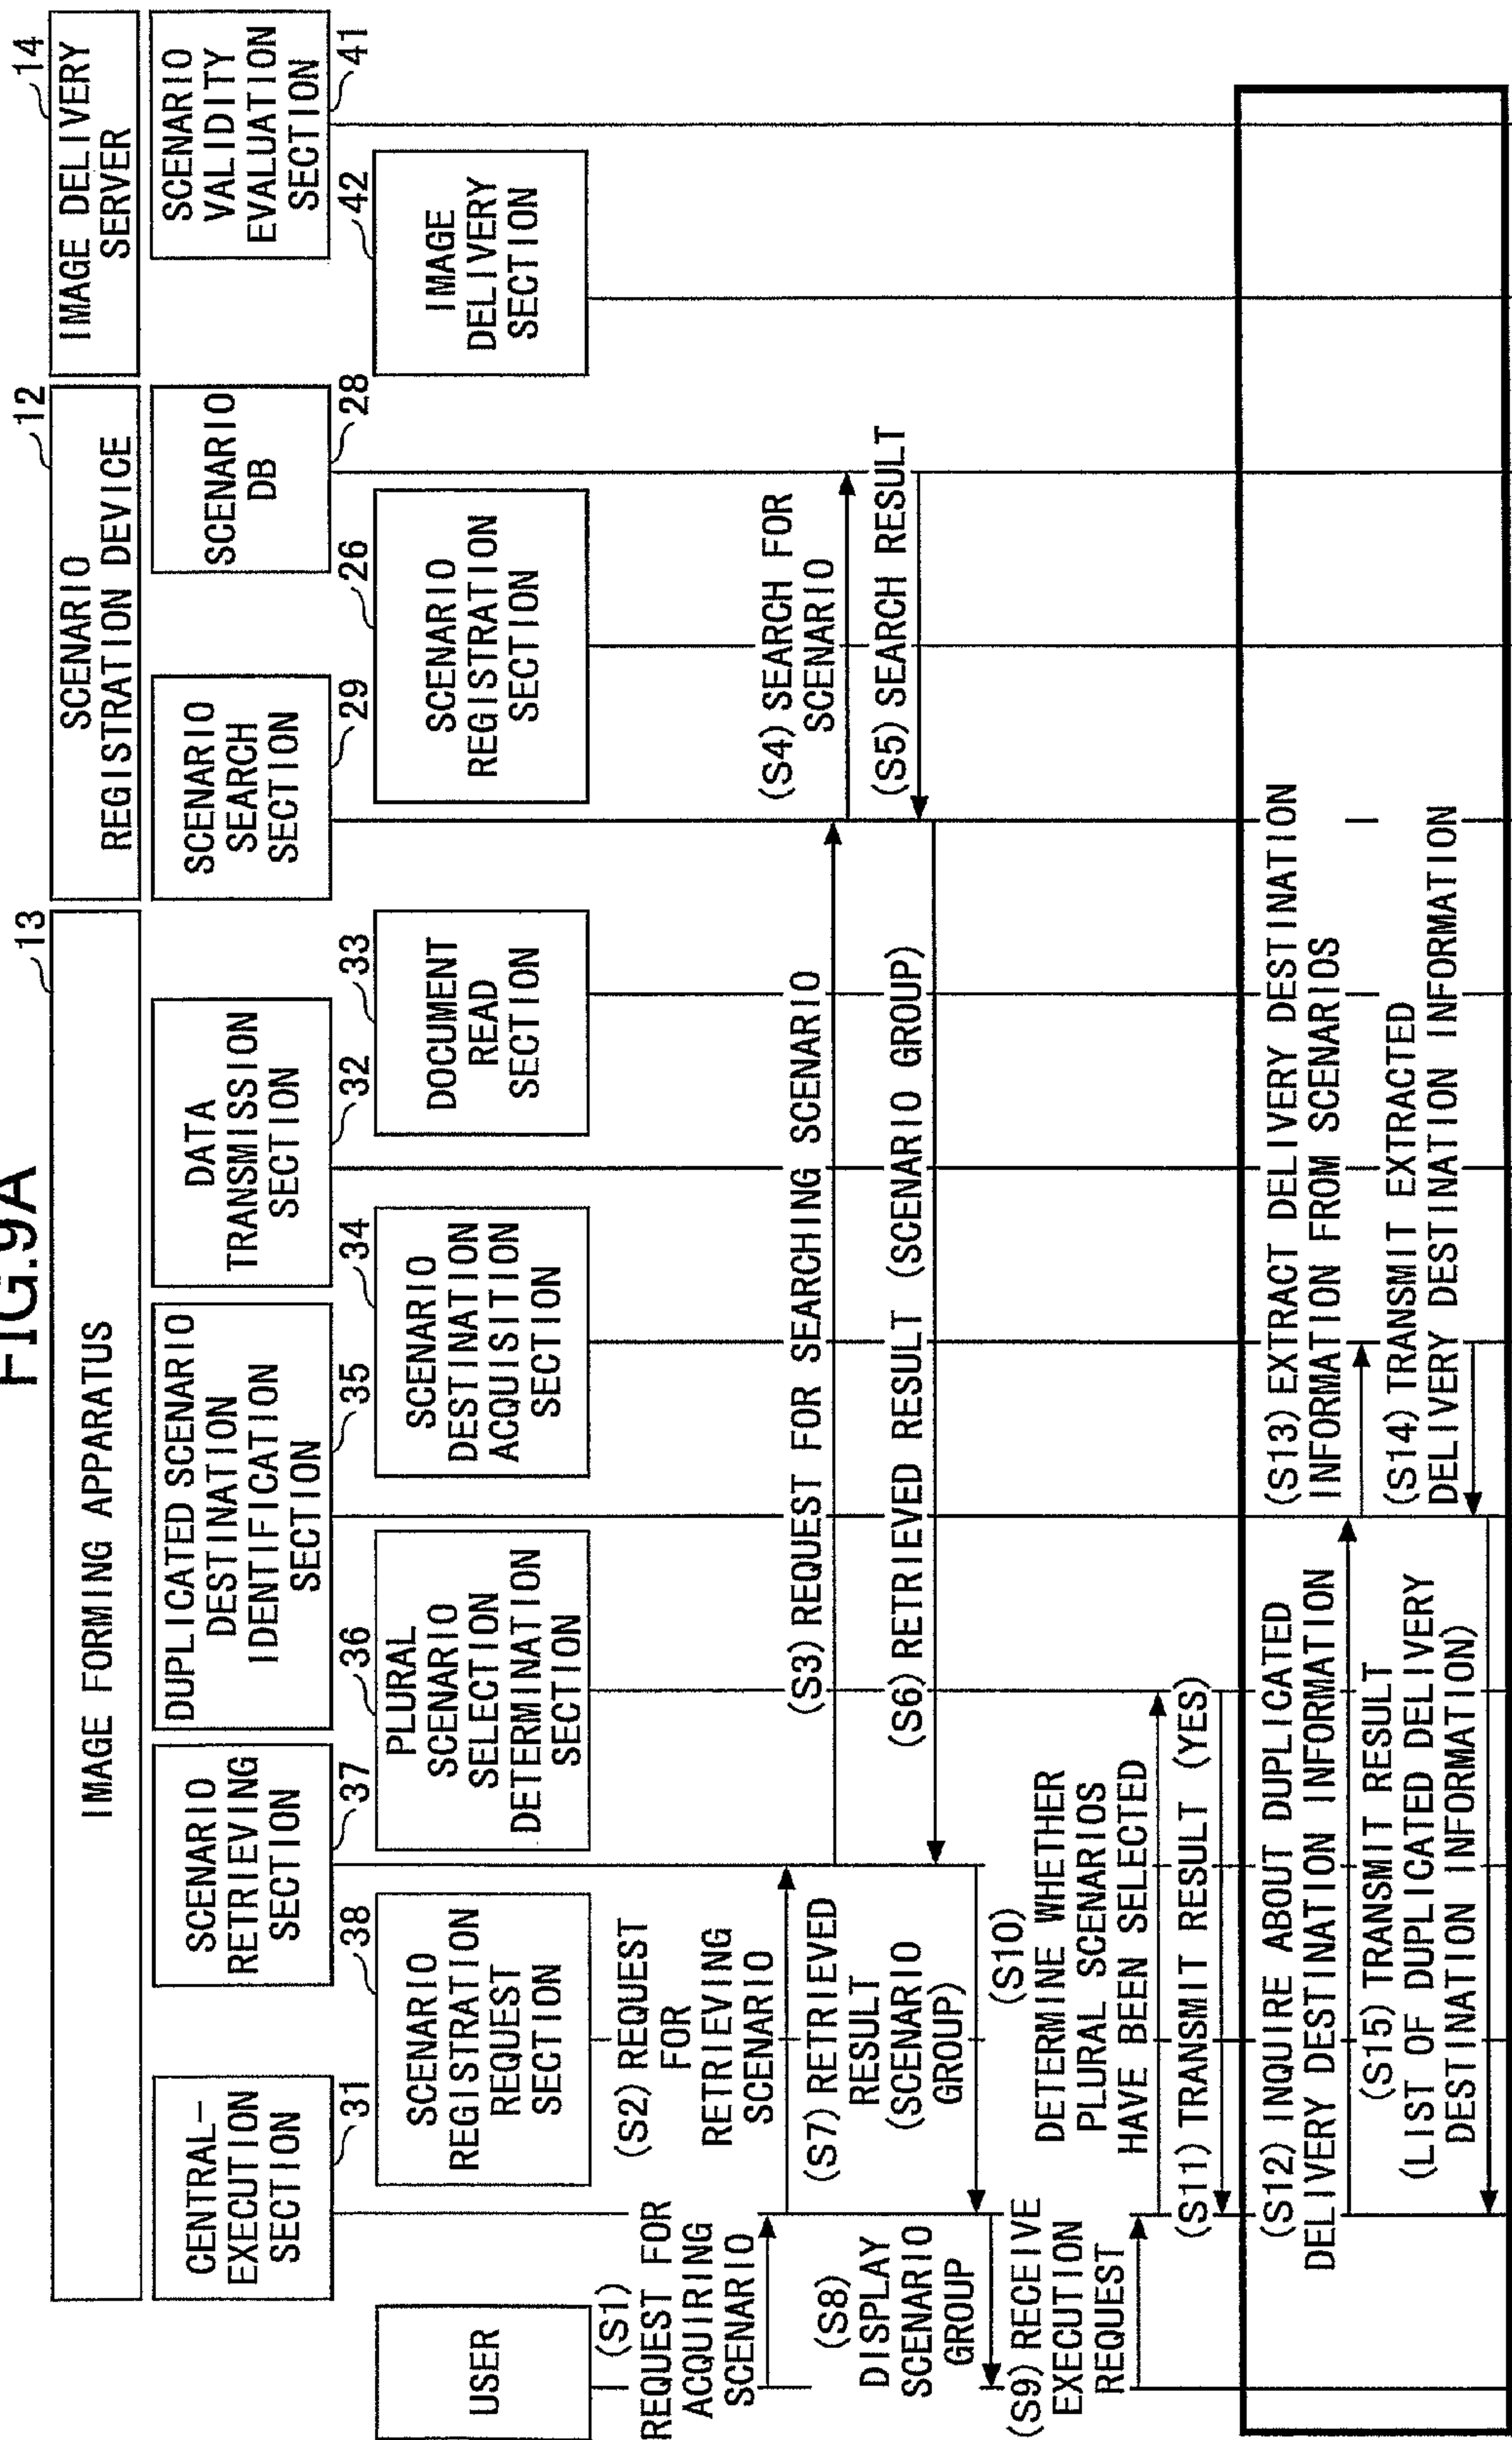 FIG.9A
13
12
14
IMAGE FORMING APPARATUS
SCENARIO
REGISTRATION DEVICE
IMAGE DELIVERY
SERVER
CENTRAL-
EXECUTION
SECTION
31
SCENARIO
RETRIEVING
SECTION
37
DUPLICATED SCENARIO
DESTINATION
IDENTIFICATION
SECTION
35
DATA
TRANSMISSION
SECTION
32
SCENARIO
SEARCH
SECTION
29
SCENARIO
DB
28
SCENARIO
VALIDITY
EVALUATION
SECTION
41
USER
38
SCENARIO
REGISTRATION
REQUEST
SECTION
36
PLURAL
SCENARIO
SELECTION
DETERMINATION
SECTION
34
SCENARIO
DESTINATION
ACQUISITION
SECTION
33
DOCUMENT
READ
SECTION
26
SCENARIO
REGISTRATION
SECTION
42
IMAGE
DELIVERY
SECTION
(S1)
REQUEST FOR
ACQUIRING
SCENARIO
(S2) REQUEST
FOR
RETRIEVING
SCENARIO
(S3) REQUEST FOR SEARCHING SCENARIO
(S4) SEARCH FOR
SCENARIO
(S5) SEARCH RESULT
(S6) RETRIEVED RESULT (SCENARIO GROUP)
(S7) RETRIEVED
RESULT
(SCENARIO
GROUP)
(S8)
DISPLAY
SCENARIO
GROUP
(S9) RECEIVE
EXECUTION
REQUEST
(S10)
DETERMINE WHETHER
PLURAL SCENARIOS
HAVE BEEN SELECTED
(S11) TRANSMIT RESULT (YES)
(S12) INQUIRE ABOUT DUPLICATED
DELIVERY DESTINATION INFORMATION
(S13) EXTRACT DELIVERY DESTINATION
INFORMATION FROM SCENARIOS
(S14) TRANSMIT EXTRACTED
DELIVERY DESTINATION INFORMATION
(S15) TRANSMIT RESULT
(LIST OF DUPLICATED DELIVERY
DESTINATION INFORMATION)